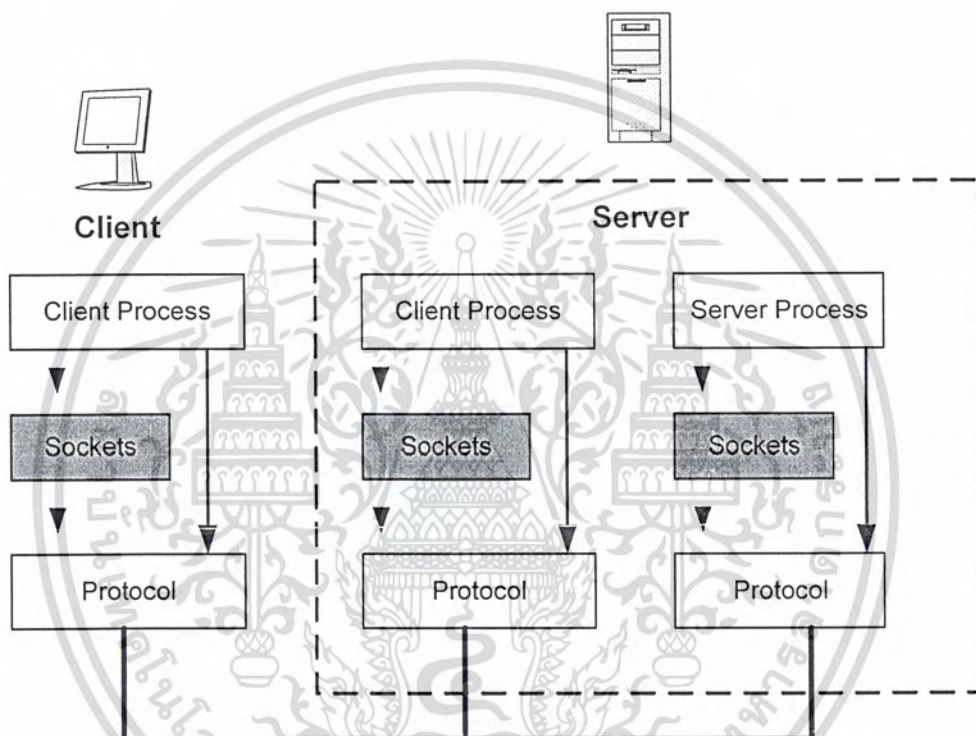 Client
Server
Client Process
Client Process
Server Process
Sockets
Sockets
Sockets
Protocol
Protocol
Protocol